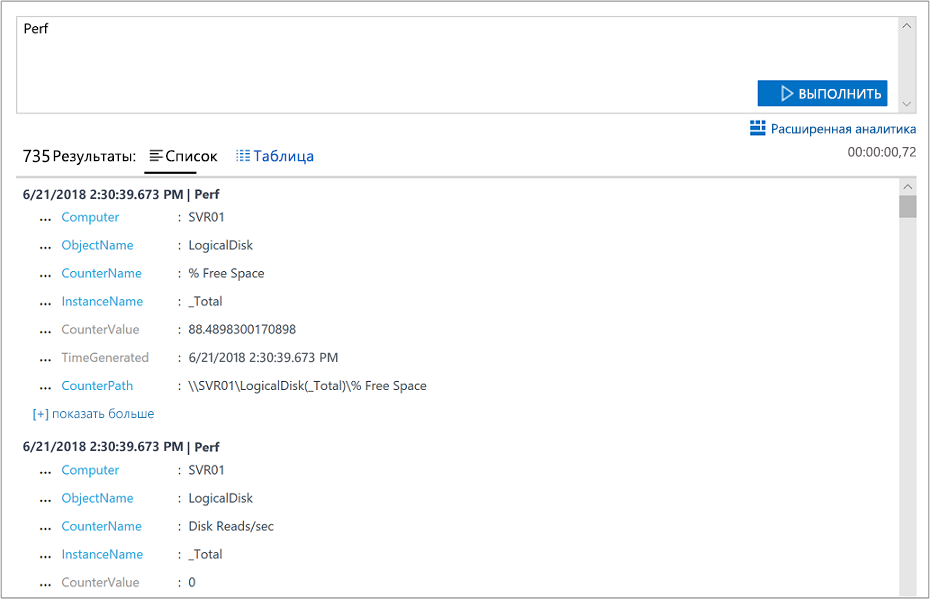 Perf
ВЫПОЛНИТЬ
Расширенная аналитика
735 Результаты: Список Таблица
00:00:00,72
6/21/2018 2:30:39.673 PM | Perf
... Computer : SVR01
... ObjectName : LogicalDisk
... CounterName : % Free Space
... InstanceName : _Total
... CounterValue : 88.4898300170898
... TimeGenerated : 6/21/2018 2:30:39.673 PM
... CounterPath : \\SVR01\LogicalDisk(_Total)\% Free Space
[+] показать больше
6/21/2018 2:30:39.673 PM | Perf
... Computer : SVR01
... ObjectName : LogicalDisk
... CounterName : Disk Reads/sec
... InstanceName : _Total
... CounterValue : 0